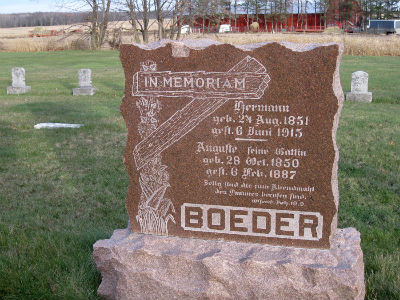 IN MEMORIAM
Hermann
geb. 24 Aug. 1851
gest. 6 Juni 1915
Auguste seine Gattin
geb. 28 Oct. 1850
gest. 6 Feb. 1887
Selig sind die zum Abendmahl
des Lammes berufen sind.
BOEDER